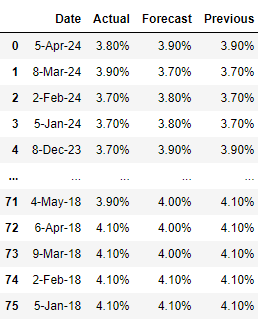 Date Actual Forecast Previous
0 5-Apr-24 3.80% 3.90% 3.90%
1 8-Mar-24 3.90% 3.70% 3.70%
2 2-Feb-24 3.70% 3.80% 3.70%
3 5-Jan-24 3.70% 3.80% 3.70%
4 8-Dec-23 3.70% 3.90% 3.90%
... ... ... ... ...
71 4-May-18 3.90% 4.00% 4.10%
72 6-Apr-18 4.10% 4.00% 4.10%
73 9-Mar-18 4.10% 4.00% 4.10%
74 2-Feb-18 4.10% 4.10% 4.10%
75 5-Jan-18 4.10% 4.10% 4.10%